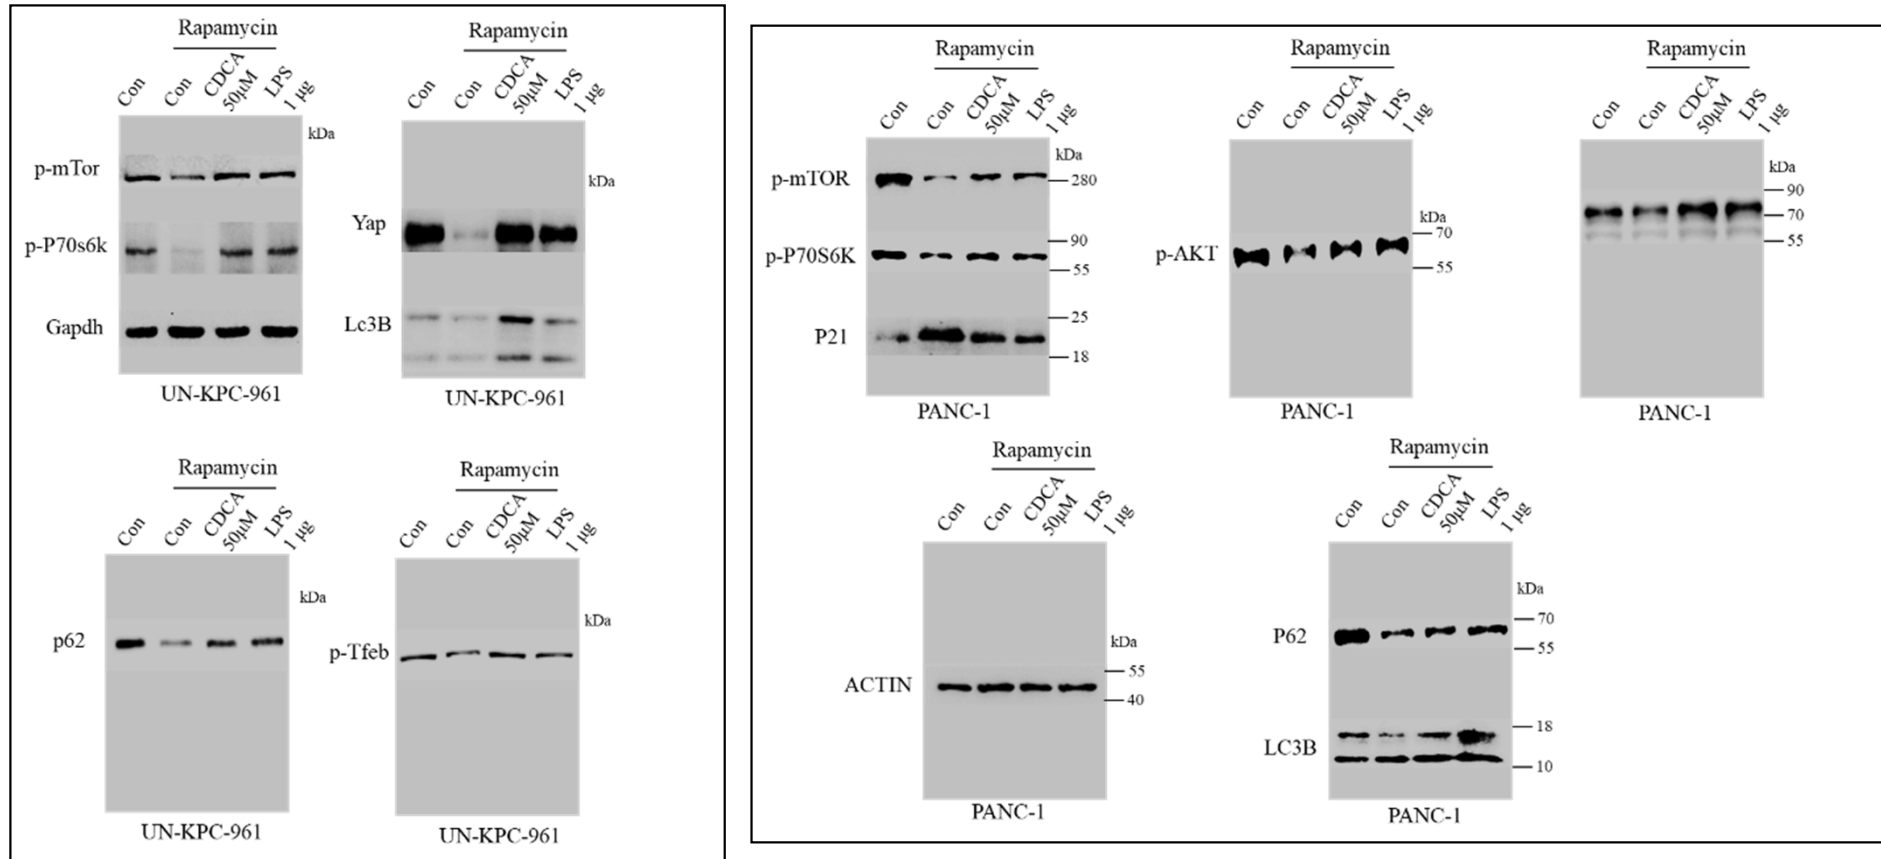 Rapamycin
Con
Con
CDCA
50µM
LPS
1 µg
kDa
p-mTor
p-P70s6k
Gapdh
UN-KPC-961
Rapamycin
Con
Con
CDCA
50µM
LPS
1 µg
kDa
Yap
Lc3B
UN-KPC-961
Rapamycin
Con
Con
CDCA
50µM
LPS
1 µg
kDa
p62
UN-KPC-961
Rapamycin
Con
Con
CDCA
50µM
LPS
1 µg
kDa
p-Tfeb
UN-KPC-961
Rapamycin
Con
Con
CDCA
50µM
LPS
1 µg
kDa
p-mTOR
280
90
p-P70S6K
55
25
P21
18
PANC-1
Rapamycin
Con
Con
CDCA
50µM
LPS
1 µg
kDa
70
p-AKT
55
PANC-1
Rapamycin
Con
Con
CDCA
50µM
LPS
1 µg
kDa
90
70
55
PANC-1
Rapamycin
Con
Con
CDCA
50µM
LPS
1 µg
kDa
55
ACTIN
40
PANC-1
Rapamycin
Con
Con
CDCA
50µM
LPS
1 µg
kDa
70
P62
55
18
LC3B
10
PANC-1